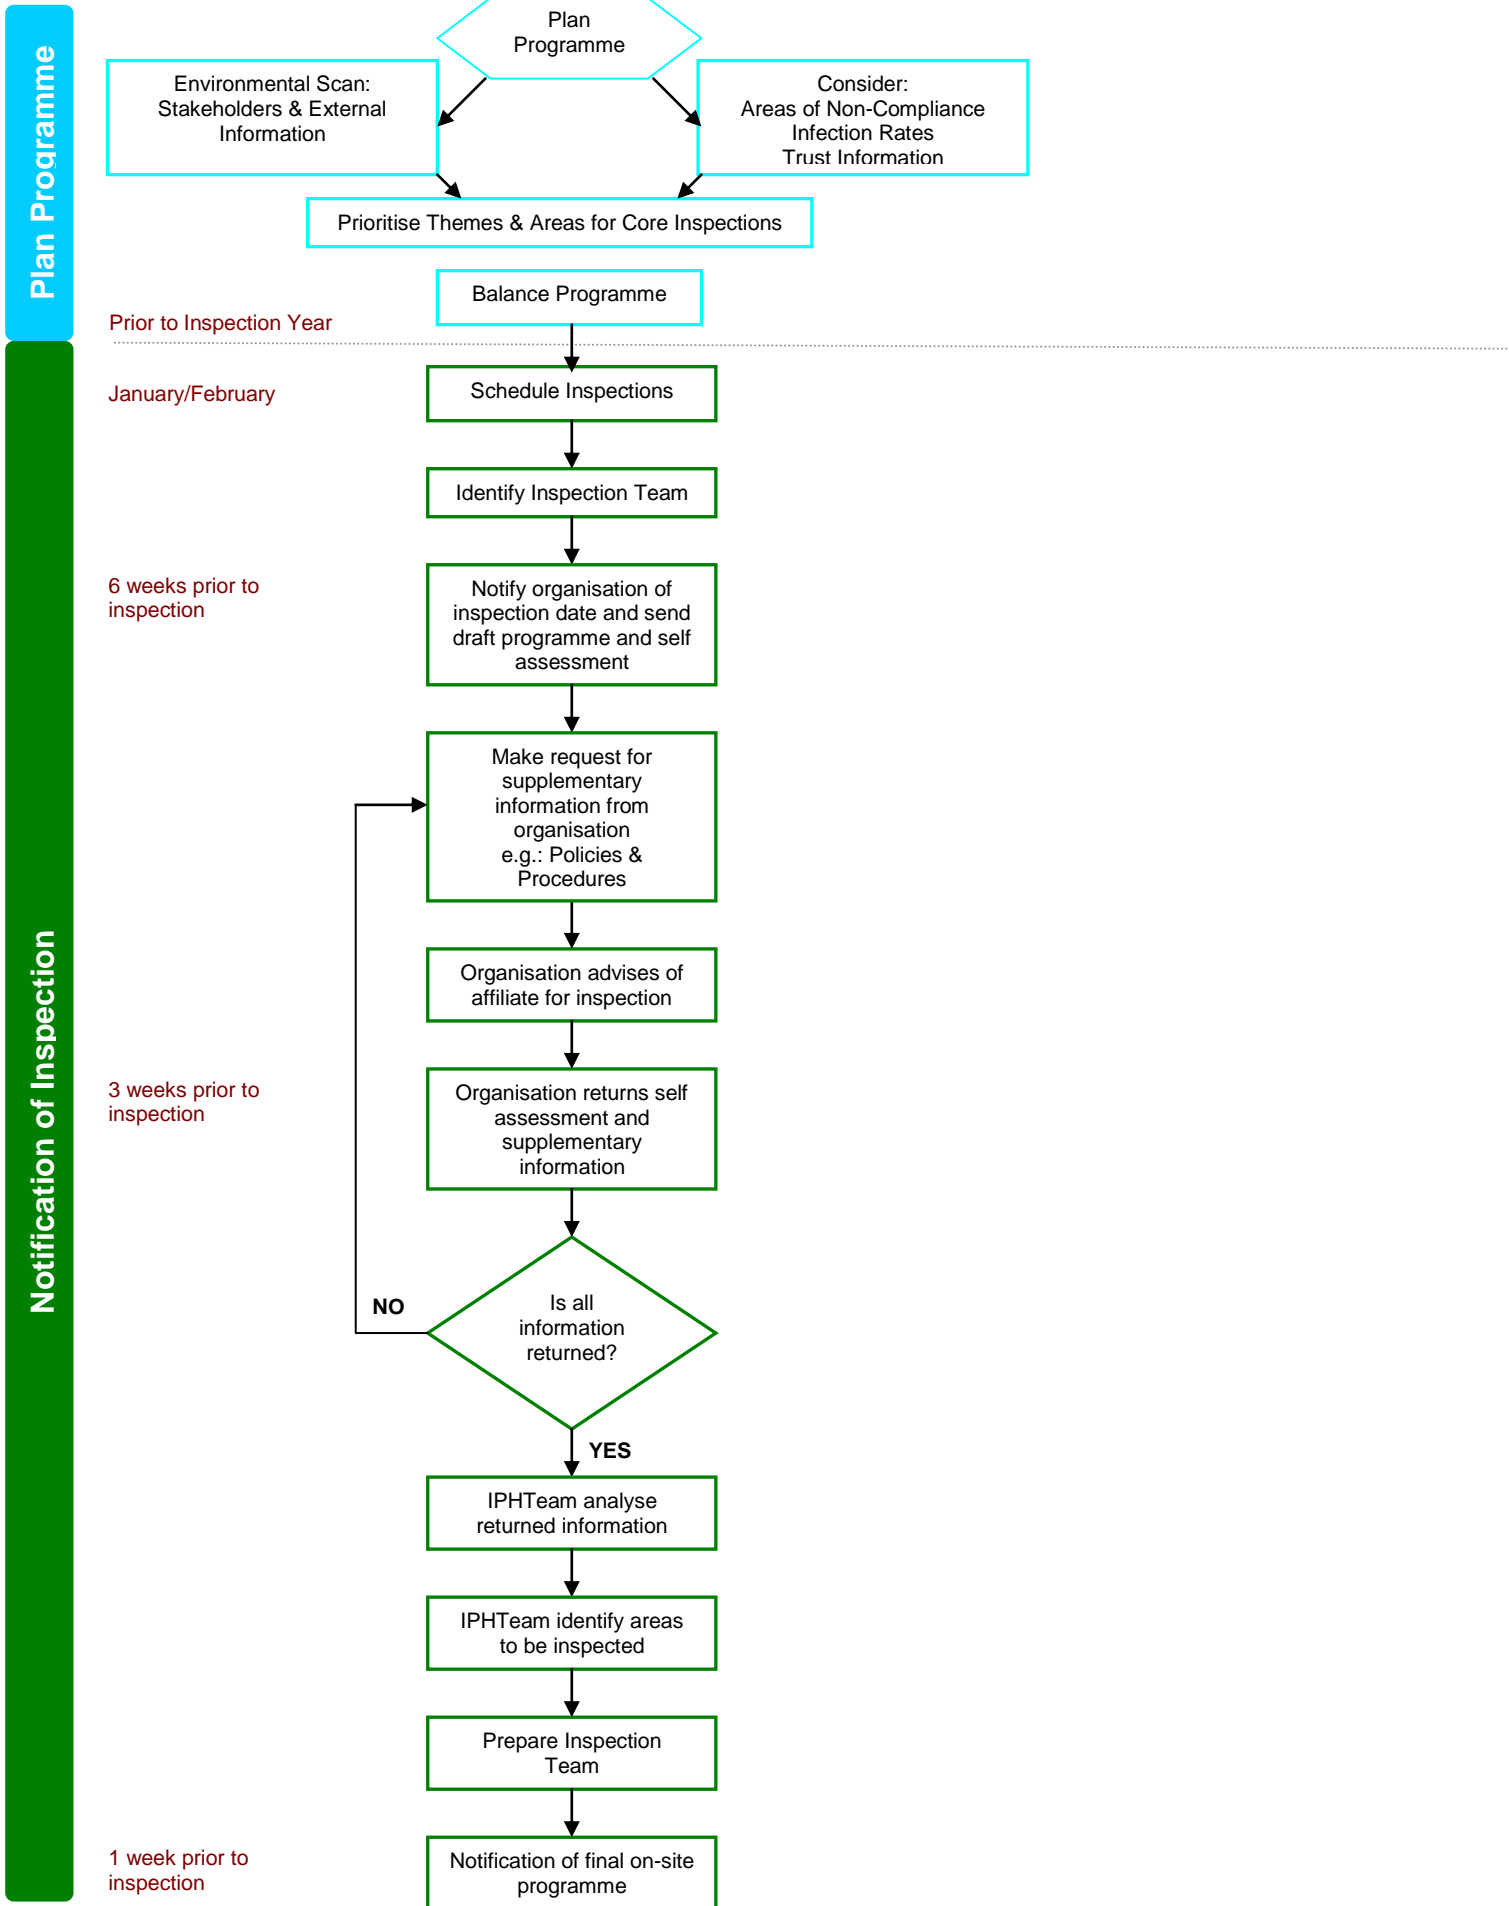 Plan Programme
Plan
Programme
Environmental Scan:
Stakeholders & External
Information
Consider:
Areas of Non-Compliance
Infection Rates
Trust Information
Prioritise Themes & Areas for Core Inspections
Balance Programme
Prior to Inspection Year
Notification of Inspection
January/February
Schedule Inspections
Identify Inspection Team
6 weeks prior to
inspection
Notify organisation of
inspection date and send
draft programme and self
assessment
Make request for
supplementary
information from
organisation
e.g.: Policies &
Procedures
Organisation advises of
affiliate for inspection
3 weeks prior to
inspection
Organisation returns self
assessment and
supplementary
information
NO
Is all
information
returned?
YES
IPHTeam analyse
returned information
IPHTeam identify areas
to be inspected
Prepare Inspection
Team
1 week prior to
inspection
Notification of final on-site
programme